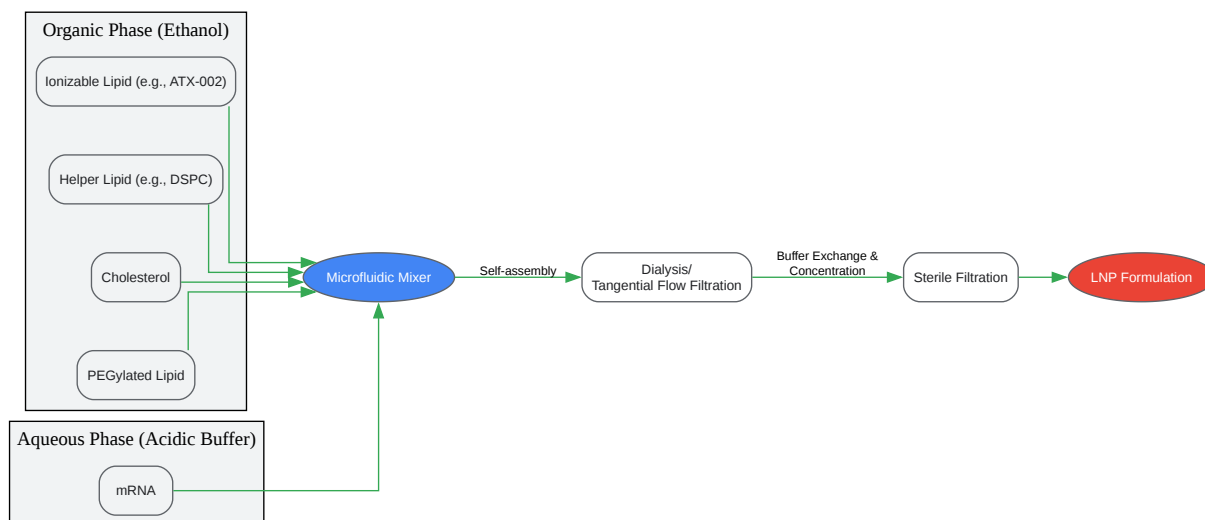 Organic Phase (Ethanol)
Ionizable Lipid (e.g., ATX-002)
Helper Lipid (e.g., DSPC)
Cholesterol
PEGylated Lipid
Aqueous Phase (Acidic Buffer)
mRNA
Microfluidic Mixer
Self-assembly
Dialysis/
Tangential Flow Filtration
Buffer Exchange &
Concentration
Sterile Filtration
LNP Formulation